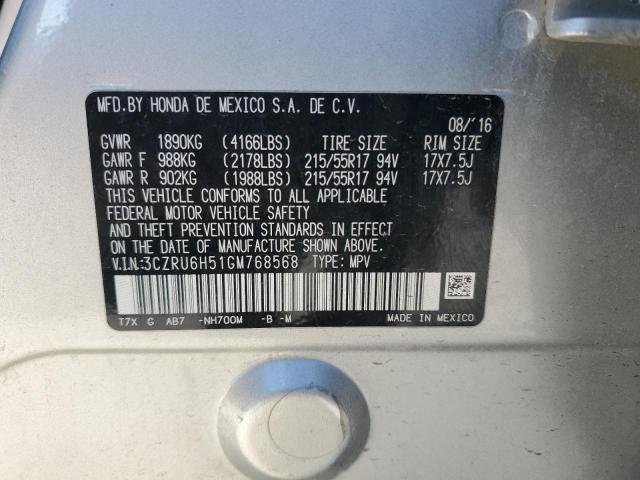 MFD.BY HONDA DE MEXICO S.A. DE C.V.
08/'16
GVWR 1890KG (4166LBS) TIRE SIZE RIM SIZE
GAWR F 988KG (2178LBS) 215/55R17 94V 17X7.5J
GAWR R 902KG (1988LBS) 215/55R17 94V 17X7.5J
THIS VEHICLE CONFORMS TO ALL APPLICABLE
FEDERAL MOTOR VEHICLE SAFETY
AND THEFT PREVENTION STANDARDS IN EFFECT
ON THE DATE OF MANUFACTURE SHOWN ABOVE.
V.I.N:3CZRU6H51GM768568 TYPE: MPV
T7X G AB7 -NH700M -B -M
MADE IN MEXICO